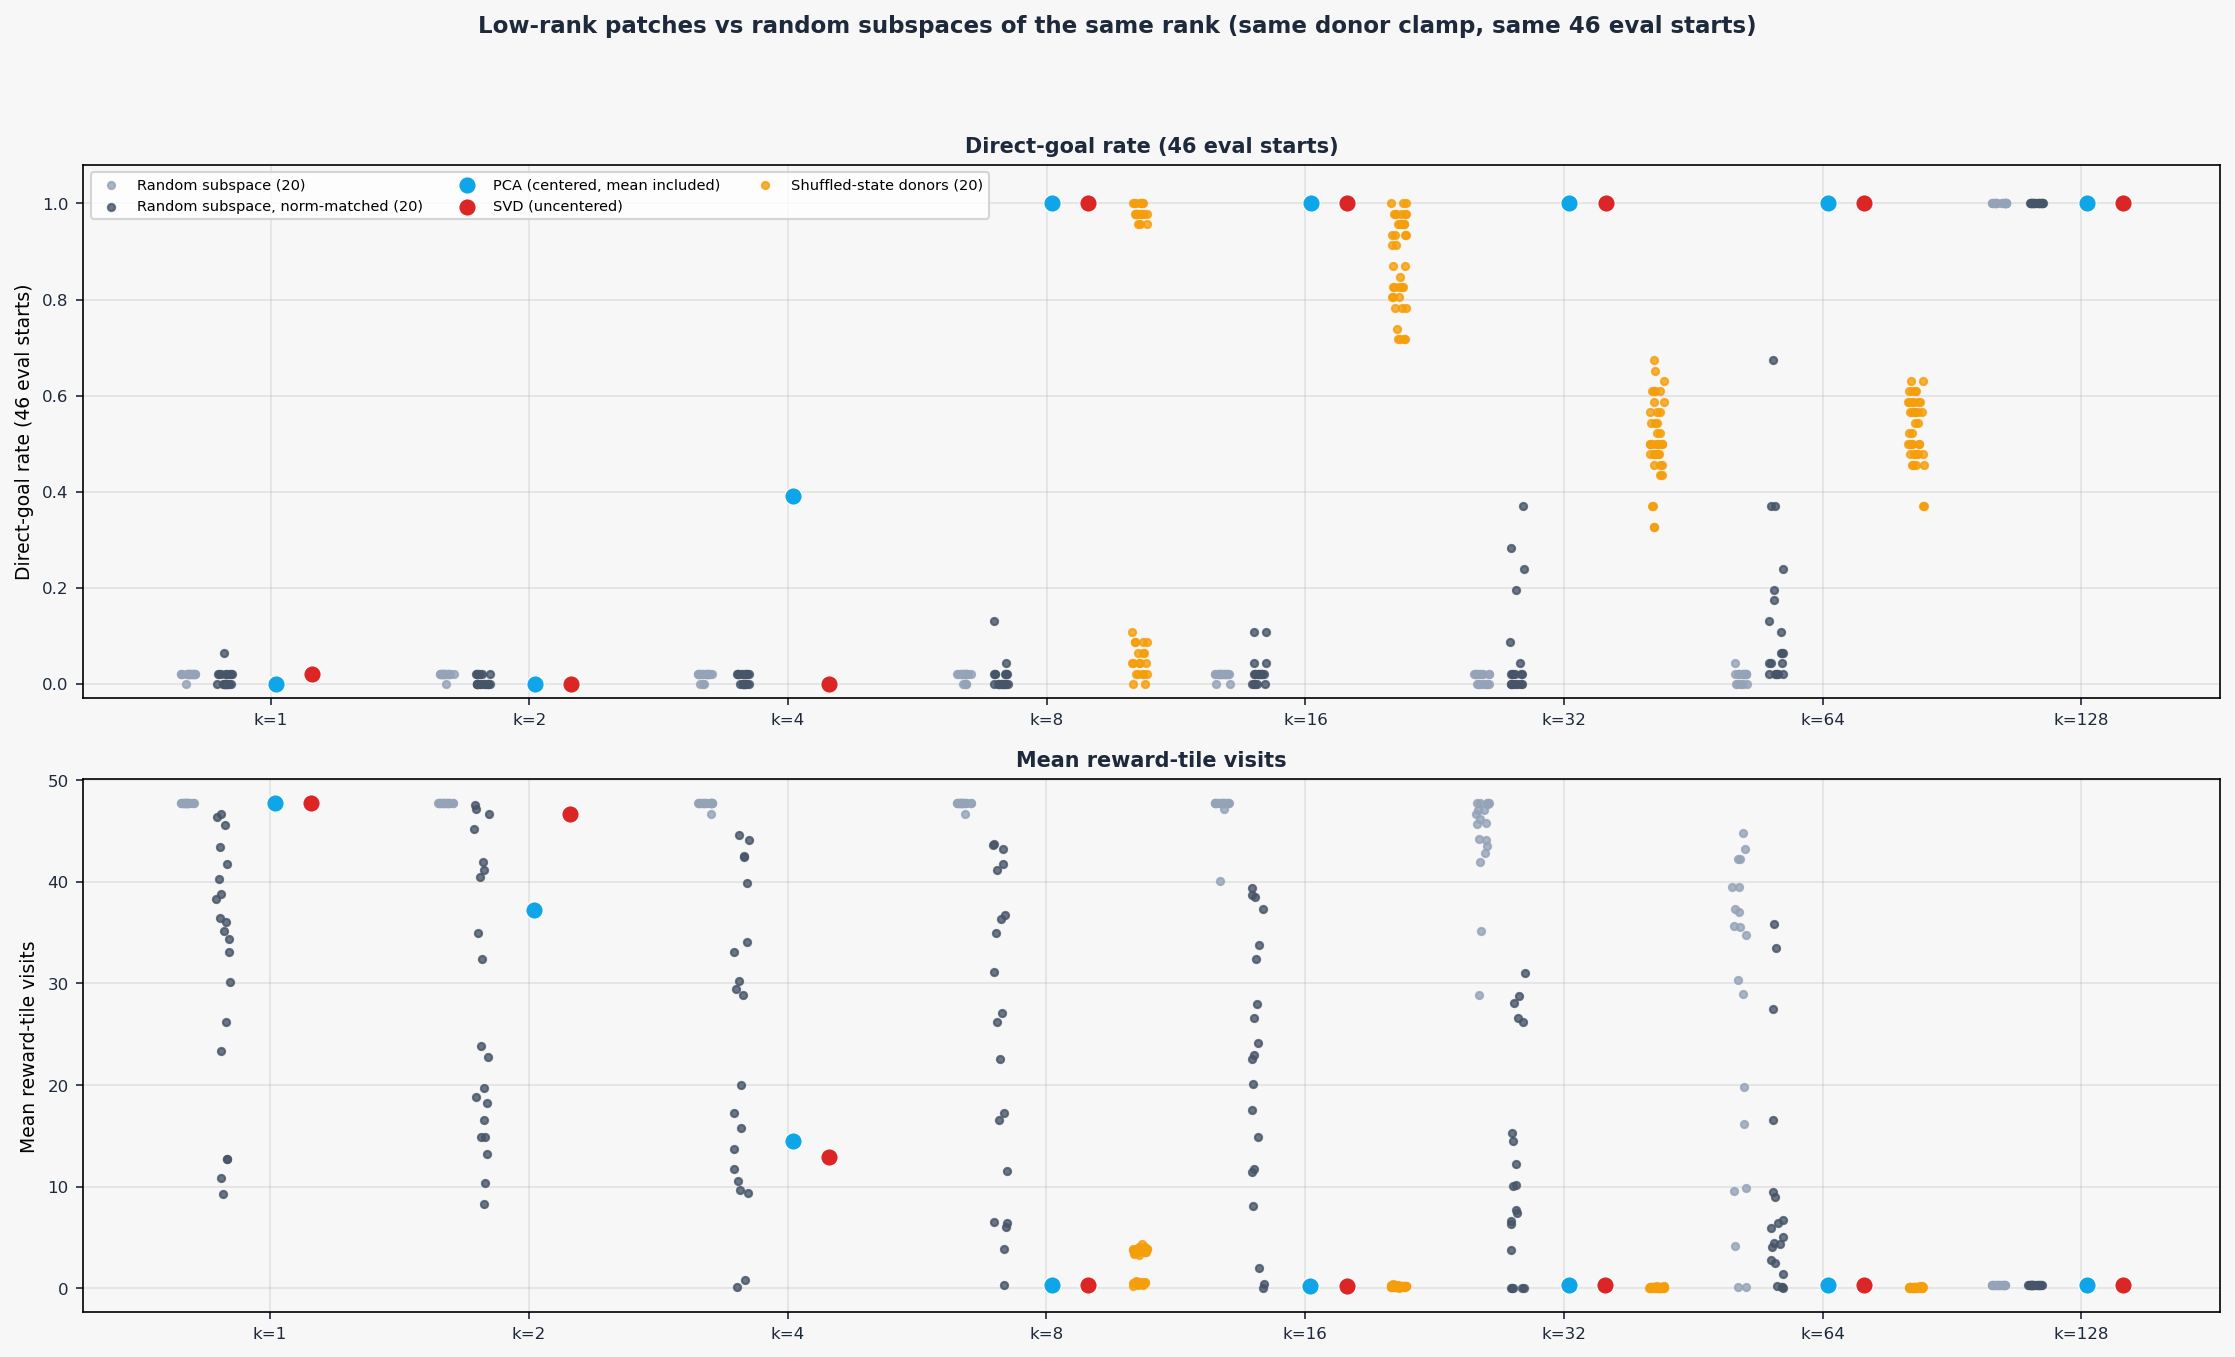 Low-rank patches vs random subspaces of the same rank (same donor clamp, same 46 eval starts)
Direct-goal rate (46 eval starts)
Random subspace (20)
Random subspace, norm-matched (20)
PCA (centered, mean included)
SVD (uncentered)
Shuffled-state donors (20)
Direct-goal rate (46 eval starts)
1.0
0.8
0.6
0.4
0.2
0.0
k=1 k=2 k=4 k=8 k=16 k=32 k=64 k=128
Mean reward-tile visits
Mean reward-tile visits
50
40
30
20
10
0
k=1 k=2 k=4 k=8 k=16 k=32 k=64 k=128